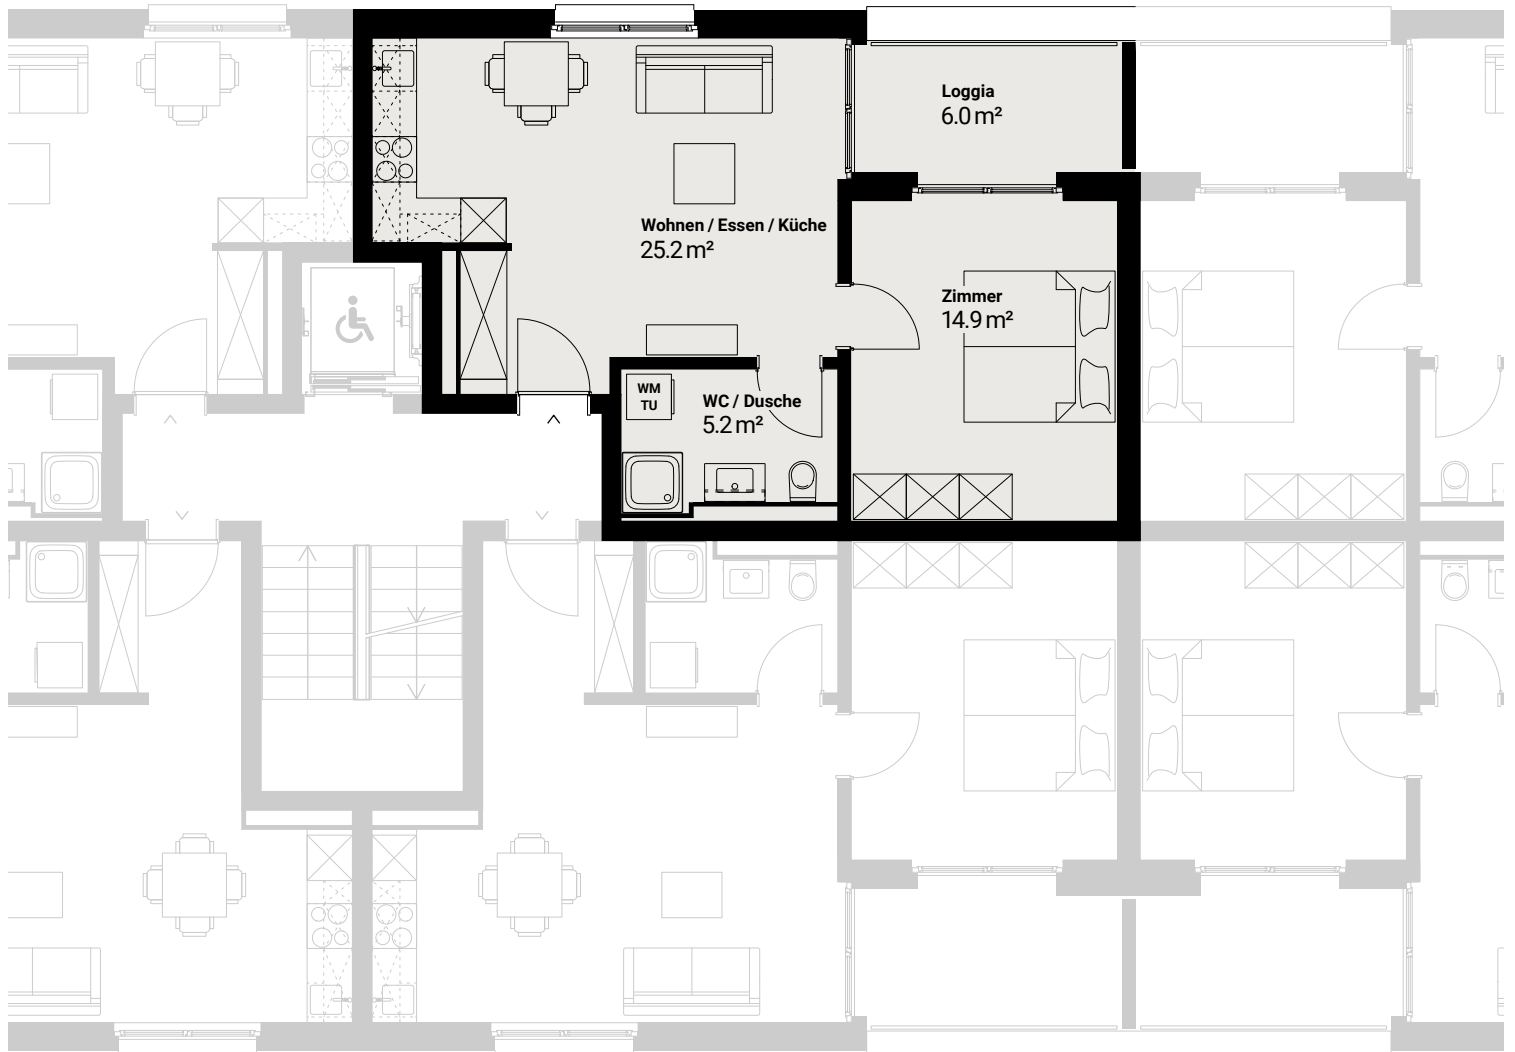 Loggia
6.0 m²
Wohnen / Essen / Küche
25.2 m²
Zimmer
14.9 m²
WM
TU
WC / Dusche
5.2 m²